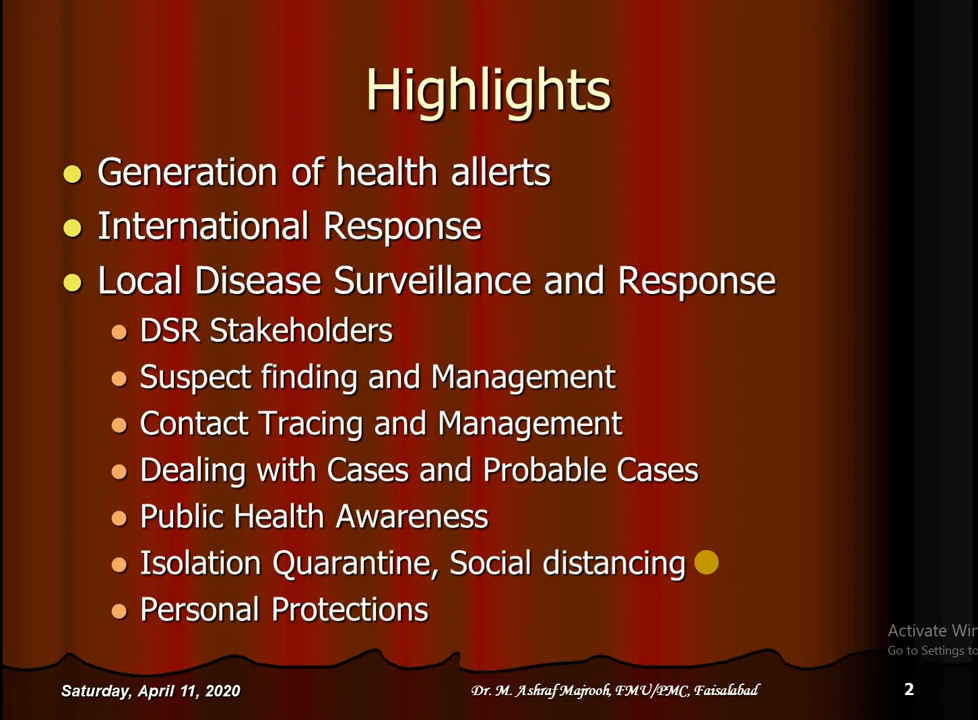 Highlights
Generation of health allerts
International Response
Local Disease Surveillance and Response
DSR Stakeholders
Suspect finding and Management
Contact Tracing and Management
Dealing with Cases and Probable Cases
Public Health Awareness
Isolation Quarantine, Social distancing
Personal Protections
Activate Win
Go to Settings to
Saturday, April 11, 2020
Dr. M. Ashraf Majrooh, FMU/PMC, Faisalabad
2